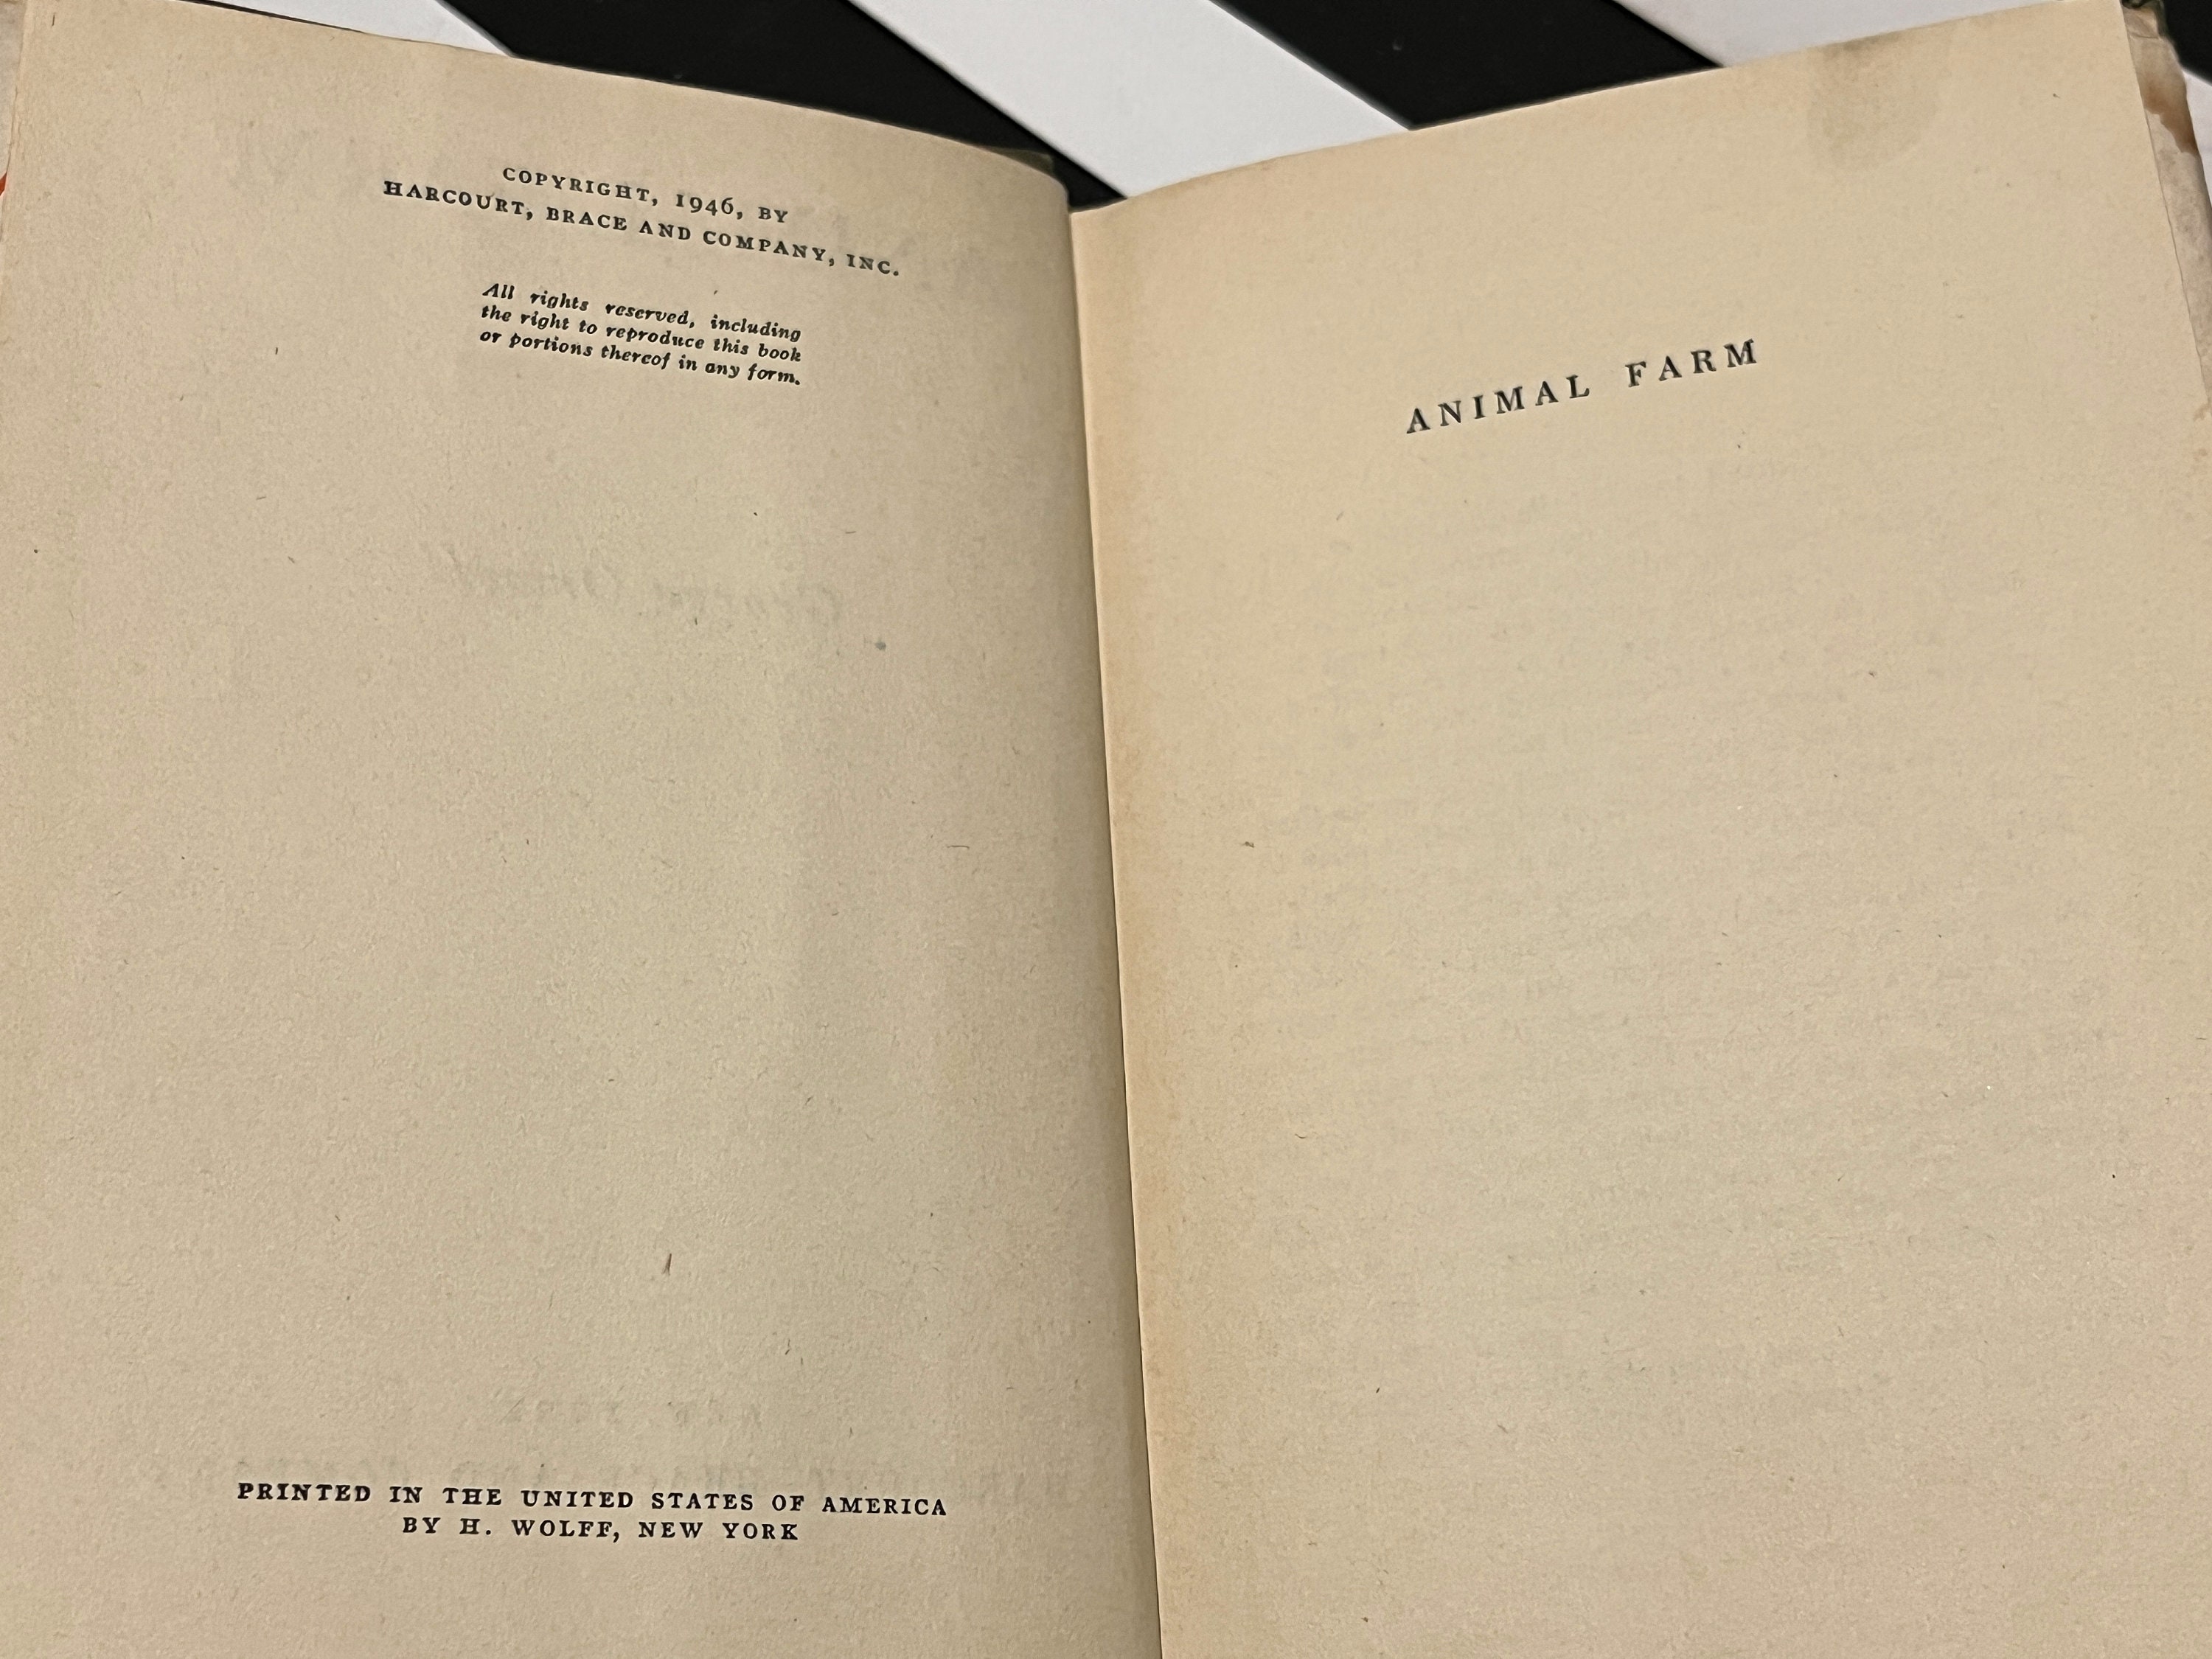 COPYRIGHT, 1946, BY
HARCOURT, BRACE AND COMPANY, INC.
All rights reserved, including
the right to reproduce this book
or portions thereof in any form.
PRINTED IN THE UNITED STATES OF AMERICA
BY H. WOLFF, NEW YORK
ANIMAL FARM